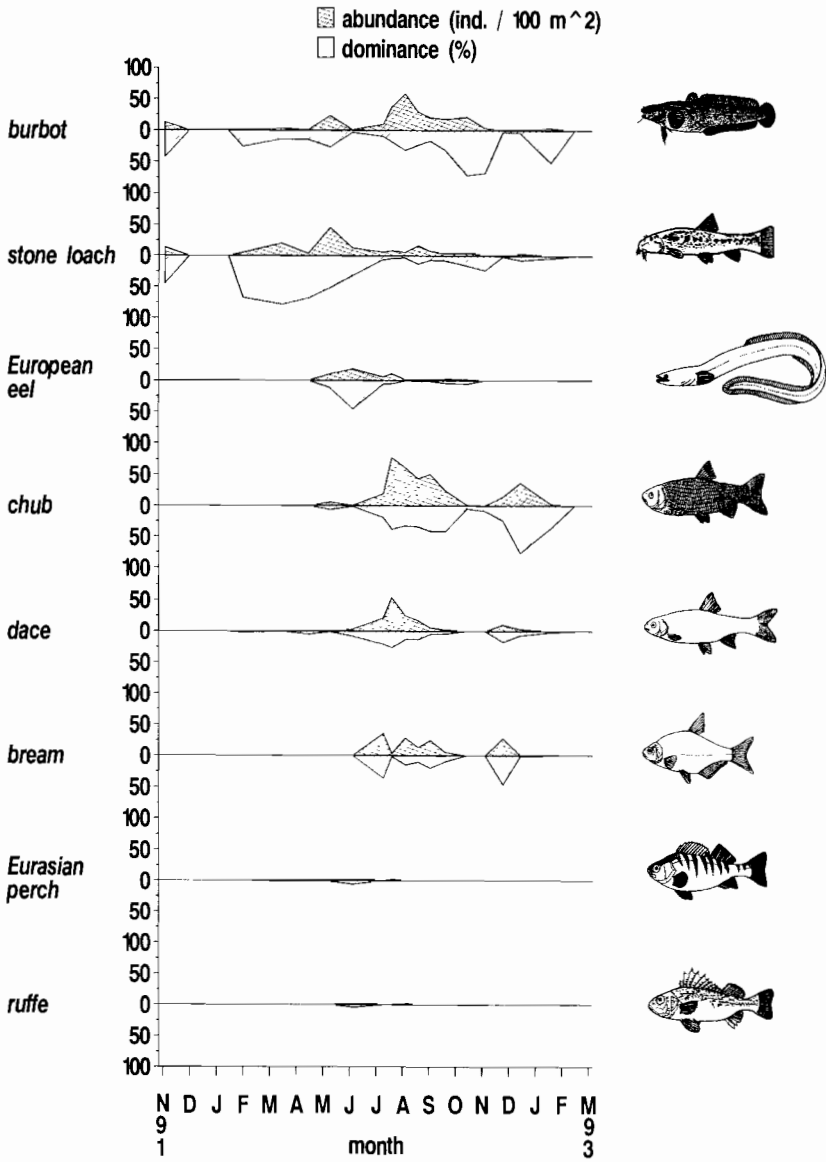 abundance (ind. / 100 m^2)
dominance (%)
100
50
burbot
0
50
100
50
stone loach
0
50
100
50
European
eel
0
50
100
50
chub
0
50
100
50
dace
0
50
100
50
bream
0
50
100
50
Eurasian
perch
0
50
100
50
ruffe
0
50
100
N D J F M A M J J A S O N D J F M
9 9
1 3
month